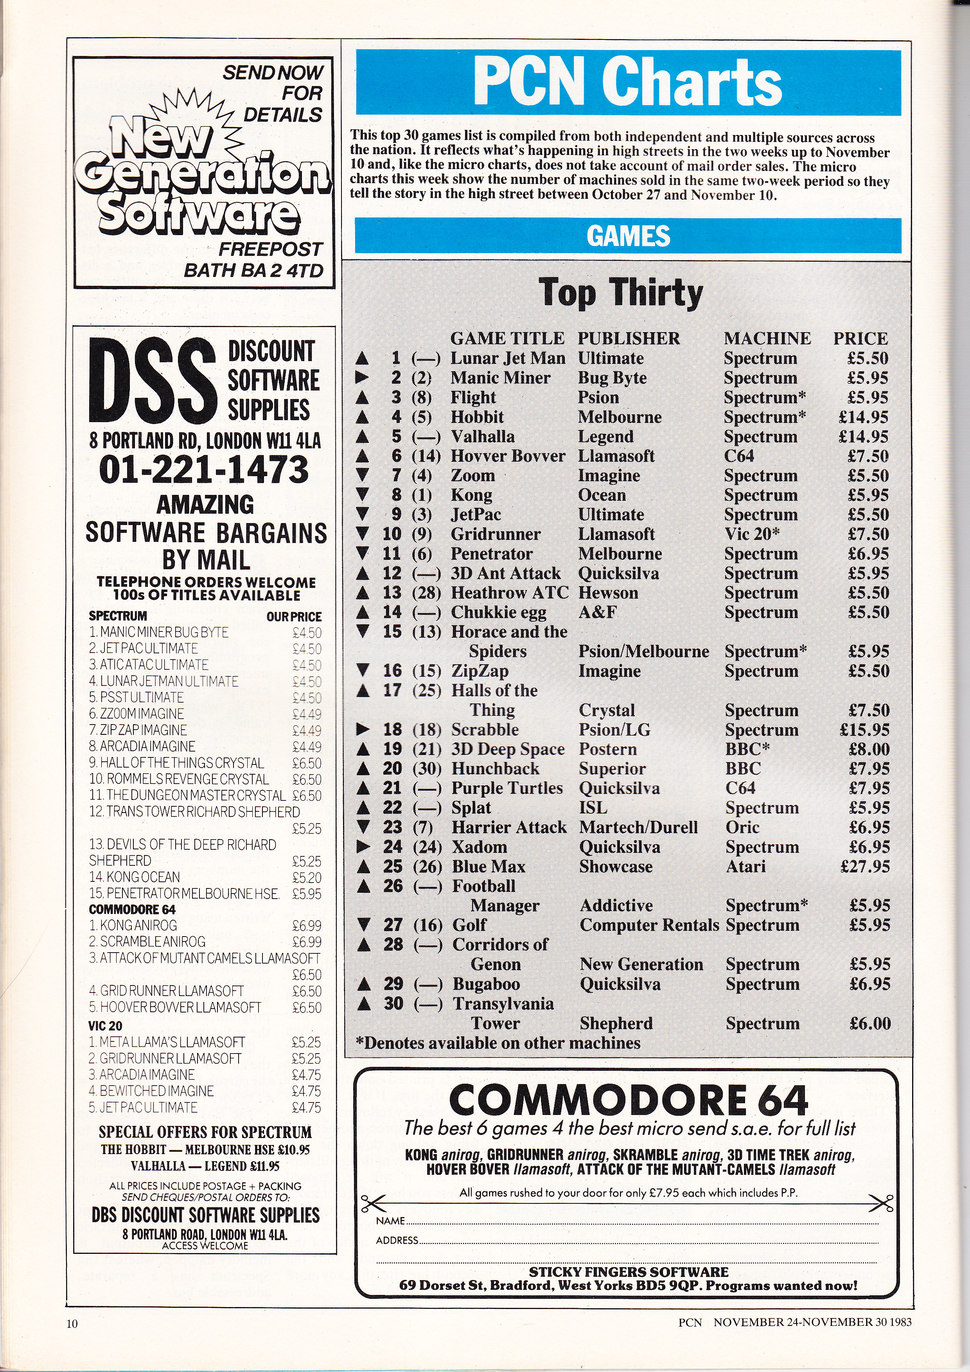 SEND NOW
FOR
DETAILS
New
Generation
Software
FREEPOST
BATH BA2 4TD
DSS DISCOUNT
SOFTWARE
SUPPLIES
8 PORTLAND RD, LONDON W11 4LA
01-221-1473
AMAZING
SOFTWARE BARGAINS
BY MAIL
TELEPHONE ORDERS WELCOME
100s OF TITLES AVAILABLE
SPECTRUM OUR PRICE
1. MANIC MINER BUG BYTE £4.50
2. JET PAC ULTIMATE £4.50
3. ATIC ATAC ULTIMATE £4.50
4. LUNAR JETMAN ULTIMATE £4.50
5. PSST ULTIMATE £4.50
6. ZZOOM IMAGINE £4.49
7. ZIP ZAP IMAGINE £4.49
8. ARCADIA IMAGINE £4.49
9. HALL OF THE THINGS CRYSTAL £6.50
10. ROMMELS REVENGE CRYSTAL £6.50
11. THE DUNGEON MASTER CRYSTAL £6.50
12. TRANS TOWER RICHARD SHEPHERD
£5.25
13. DEVILS OF THE DEEP RICHARD
SHEPHERD £5.25
14. KONG OCEAN £5.20
15. PENETRATOR MELBOURNE HSE. £5.95
COMMODORE 64
1. KONG ANIROG £6.99
2. SCRAMBLE ANIROG £6.99
3. ATTACK OF MUTANT CAMELS LLAMASOFT
£6.50
4. GRID RUNNER LLAMASOFT £6.50
5. HOOVER BOVVER LLAMASOFT £6.50
VIC 20
1. META LLAMA'S LLAMASOFT £5.25
2. GRIDRUNNER LLAMASOFT £5.25
3. ARCADIA IMAGINE £4.75
4. BEWITCHED IMAGINE £4.75
5. JET PAC ULTIMATE £4.75
SPECIAL OFFERS FOR SPECTRUM
THE HOBBIT — MELBOURNE HSE £10.95
VALHALLA — LEGEND £11.95
ALL PRICES INCLUDE POSTAGE + PACKING
SEND CHEQUES/POSTAL ORDERS TO:
DBS DISCOUNT SOFTWARE SUPPLIES
8 PORTLAND ROAD, LONDON W11 4LA.
ACCESS WELCOME
PCN Charts
This top 30 games list is compiled from both independent and multiple sources across
the nation. It reflects what's happening in high streets in the two weeks up to November
10 and, like the micro charts, does not take account of mail order sales. The micro
charts this week show the number of machines sold in the same two-week period so they
tell the story in the high street between October 27 and November 10.
GAMES
Top Thirty
GAME TITLE PUBLISHER MACHINE PRICE
▲ 1 (—) Lunar Jet Man Ultimate Spectrum £5.50
► 2 (2) Manic Miner Bug Byte Spectrum £5.95
▲ 3 (8) Flight Psion Spectrum* £5.95
▲ 4 (5) Hobbit Melbourne Spectrum* £14.95
▲ 5 (—) Valhalla Legend Spectrum £14.95
▲ 6 (14) Hovver Bovver Llamasoft C64 £7.50
▼ 7 (4) Zoom Imagine Spectrum £5.50
▼ 8 (1) Kong Ocean Spectrum £5.95
▼ 9 (3) JetPac Ultimate Spectrum £5.50
▼ 10 (9) Gridrunner Llamasoft Vic 20* £7.50
▼ 11 (6) Penetrator Melbourne Spectrum £6.95
▲ 12 (—) 3D Ant Attack Quicksilva Spectrum £5.95
▲ 13 (28) Heathrow ATC Hewson Spectrum £5.50
▲ 14 (—) Chukkie egg A&F Spectrum £5.50
▼ 15 (13) Horace and the
Spiders Psion/Melbourne Spectrum* £5.95
▼ 16 (15) ZipZap Imagine Spectrum £5.50
▲ 17 (25) Halls of the
Thing Crystal Spectrum £7.50
► 18 (18) Scrabble Psion/LG Spectrum £15.95
▲ 19 (21) 3D Deep Space Postern BBC* £8.00
▲ 20 (30) Hunchback Superior BBC £7.95
▲ 21 (—) Purple Turtles Quicksilva C64 £7.95
▲ 22 (—) Splat ISL Spectrum £5.95
▼ 23 (7) Harrier Attack Martech/Durell Oric £6.95
► 24 (24) Xadom Quicksilva Spectrum £6.95
▲ 25 (26) Blue Max Showcase Atari £27.95
▲ 26 (—) Football
Manager Addictive Spectrum* £5.95
▼ 27 (16) Golf Computer Rentals Spectrum £5.95
▲ 28 (—) Corridors of
Genon New Generation Spectrum £5.95
▲ 29 (—) Bugaboo Quicksilva Spectrum £6.95
▲ 30 (—) Transylvania
Tower Shepherd Spectrum £6.00
*Denotes available on other machines
COMMODORE 64
The best 6 games 4 the best micro send s.a.e. for full list
KONG anirog, GRIDRUNNER anirog, SKRAMBLE anirog, 3D TIME TREK anirog,
HOVER BOVER llamasoft, ATTACK OF THE MUTANT-CAMELS llamasoft
All games rushed to your door for only £7.95 each which includes P.P.
NAME
ADDRESS
STICKY FINGERS SOFTWARE
69 Dorset St, Bradford, West Yorks BD5 9QP. Programs wanted now!
10
PCN NOVEMBER 24-NOVEMBER 30 1983